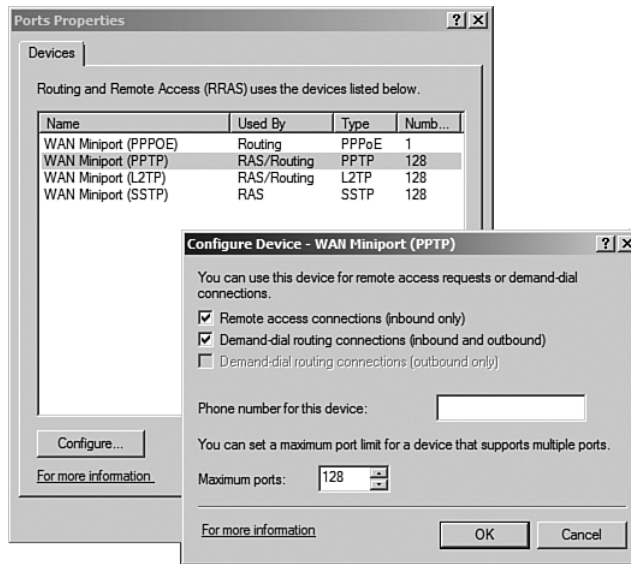 Ports Properties
Devices
Routing and Remote Access (RRAS) uses the devices listed below.
Name Used By Type Numb...
WAN Miniport (PPPOE) Routing PPPoE 1
WAN Miniport (PPTP) RAS/Routing PPTP 128
WAN Miniport (L2TP) RAS/Routing L2TP 128
WAN Miniport (SSTP) RAS SSTP 128
Configure...
For more information
Configure Device - WAN Miniport (PPTP)
You can use this device for remote access requests or demand-dial
connections.
Remote access connections (inbound only)
Demand-dial routing connections (inbound and outbound)
Demand-dial routing connections (outbound only)
Phone number for this device:
You can set a maximum port limit for a device that supports multiple ports.
Maximum ports: 128
For more information
OK Cancel